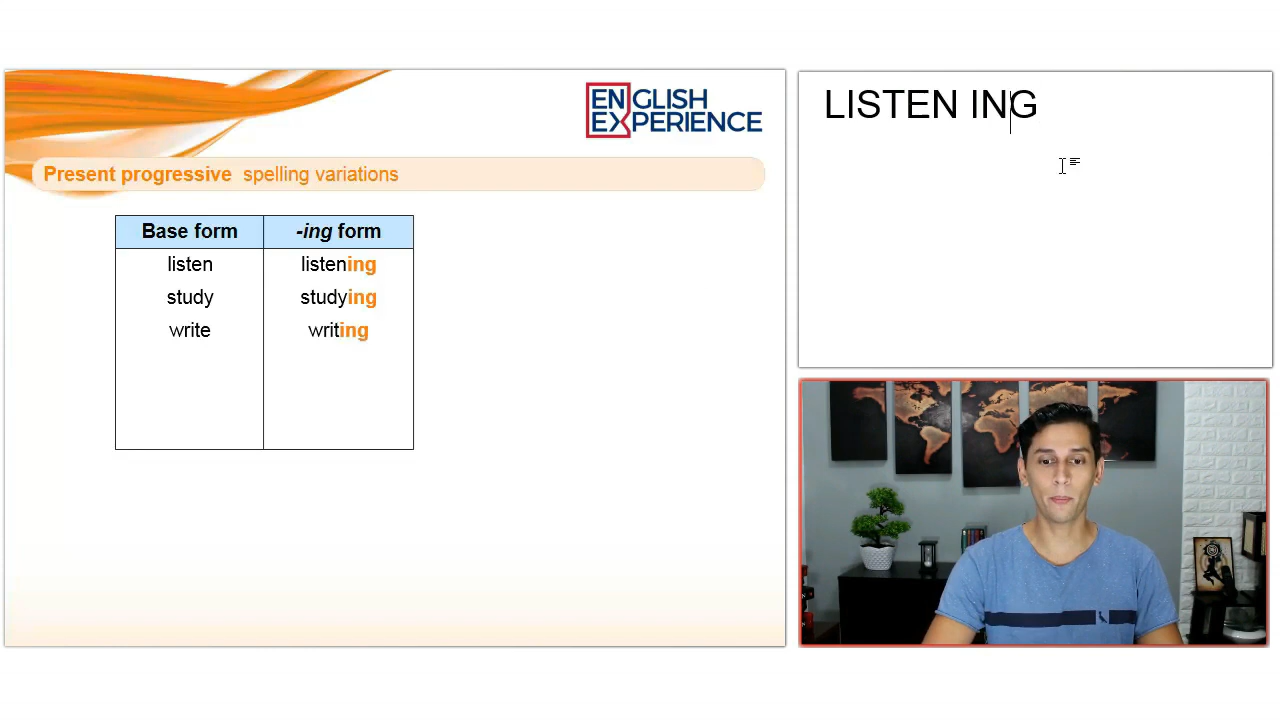 ENGLISH
EXPERIENCE
Present progressive spelling variations
Base form -ing form
listen listening
study studying
write writing
LISTEN ING